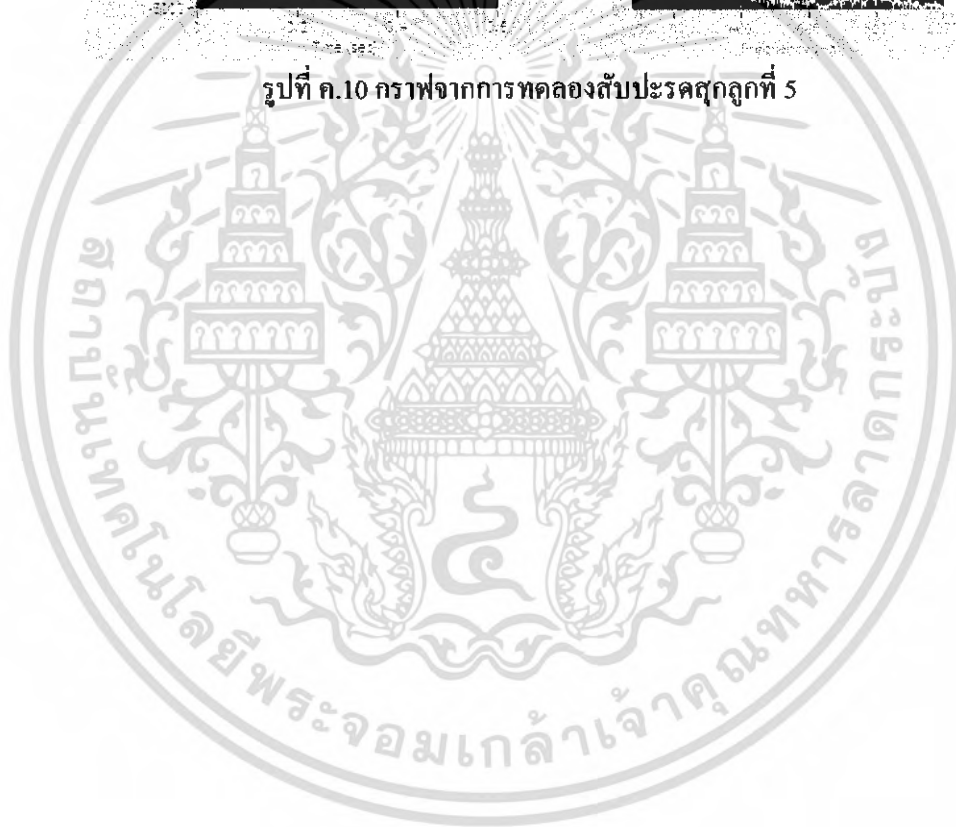 Time (sec)
รูปที่ ค.10 กราฟจากการทดลองสับปะรดสุกลูกที่ 5
สถาบันเทคโนโลยีพระจอมเกล้าเจ้าคุณทหารลาดกระบัง